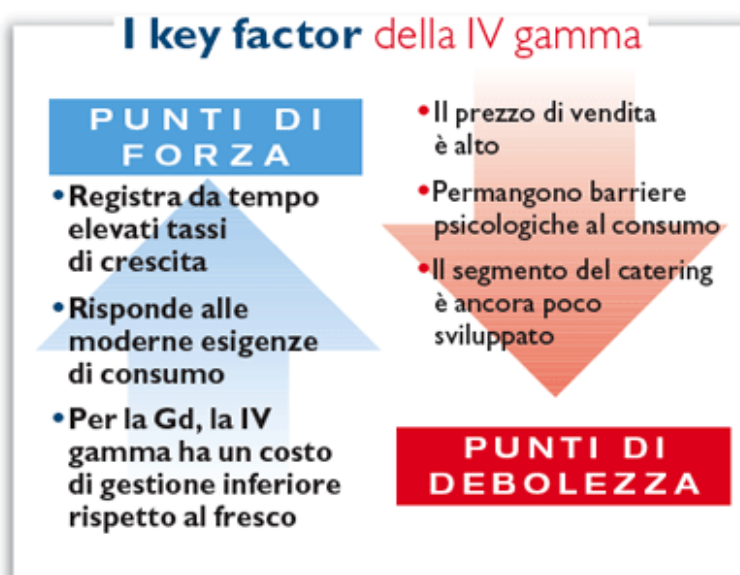 I key factor della IV gamma
PUNTI DI
FORZA
•Registra da tempo
elevati tassi
di crescita
•Risponde alle
moderne esigenze
di consumo
•Per la Gd, la IV
gamma ha un costo
di gestione inferiore
rispetto al fresco
•Il prezzo di vendita
è alto
•Permangono barriere
psicologiche al consumo
•Il segmento del catering
è ancora poco
sviluppato
PUNTI DI
DEBOLEZZA